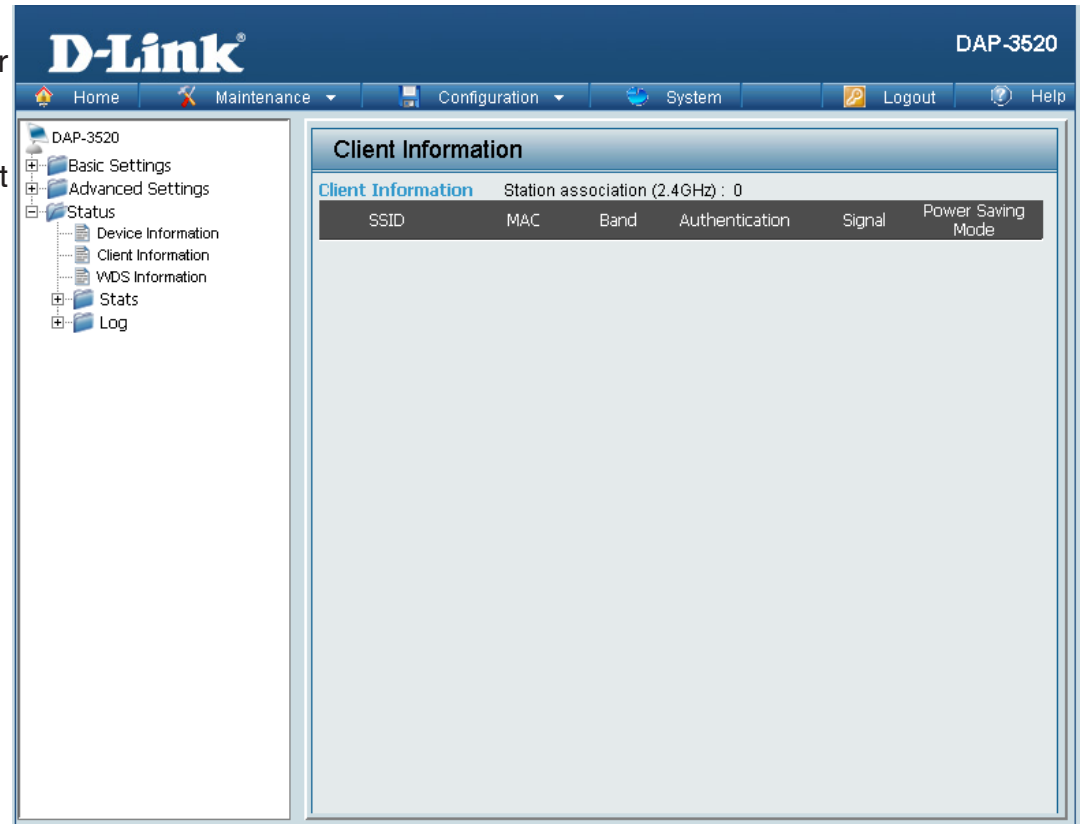 D-Link®
DAP-3520
Home Maintenance Configuration System Logout Help
r
t
DAP-3520
Basic Settings
Advanced Settings
Status
Device Information
Client Information
WDS Information
Stats
Log
Client Information
Client Information Station association (2.4GHz) : 0
SSID MAC Band Authentication Signal Power Saving Mode